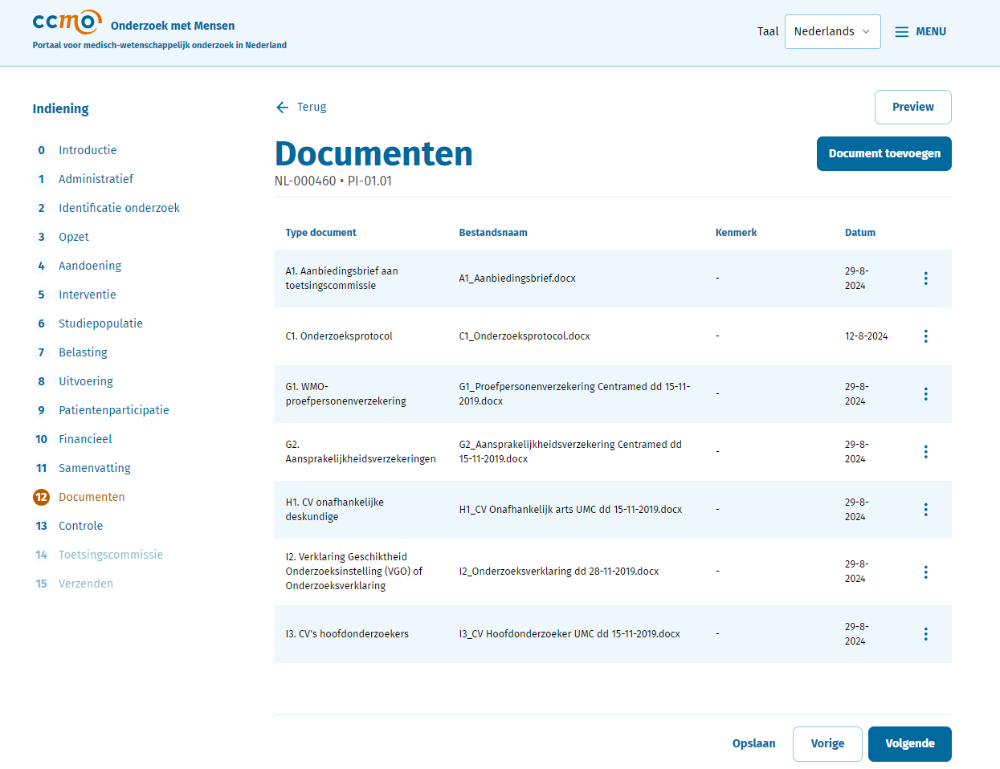 ccmo Onderzoek met Mensen
Portaal voor medisch-wetenschappelijk onderzoek in Nederland
Taal Nederlands MENU
Indiening
0 Introductie
1 Administratief
2 Identificatie onderzoek
3 Opzet
4 Aandoening
5 Interventie
6 Studiepopulatie
7 Belasting
8 Uitvoering
9 Patientenparticipatie
10 Financieel
11 Samenvatting
12 Documenten
13 Controle
14 Toetsingscommissie
15 Verzenden
Terug
Preview
Documenten
Document toevoegen
NL-000460 • PI-01.01
Type document Bestandsnaam Kenmerk Datum
A1. Aanbiedingsbrief aan
toetsingscommissie
A1_Aanbiedingsbrief.docx
-
29-8-
2024
C1. Onderzoeksprotocol C1_Onderzoeksprotocol.docx - 12-8-2024
G1. WMO-
proefpersonenverzekering
G1_Proefpersonenverzekering Centramed dd 15-11-
2019.docx
-
29-8-
2024
G2.
Aansprakelijkheidsverzekeringen
G2_Aansprakelijkheidsverzekering Centramed dd
15-11-2019.docx
-
29-8-
2024
H1. CV onafhankelijke
deskundige
H1_CV Onafhankelijk arts UMC dd 15-11-2019.docx
-
29-8-
2024
I2. Verklaring Geschiktheid
Onderzoeksinstelling (VGO) of
Onderzoeksverklaring
I2_Onderzoeksverklaring dd 28-11-2019.docx
-
29-8-
2024
I3. CV's hoofdonderzoekers
I3_CV Hoofdonderzoeker UMC dd 15-11-2019.docx
-
29-8-
2024
Opslaan Vorige Volgende